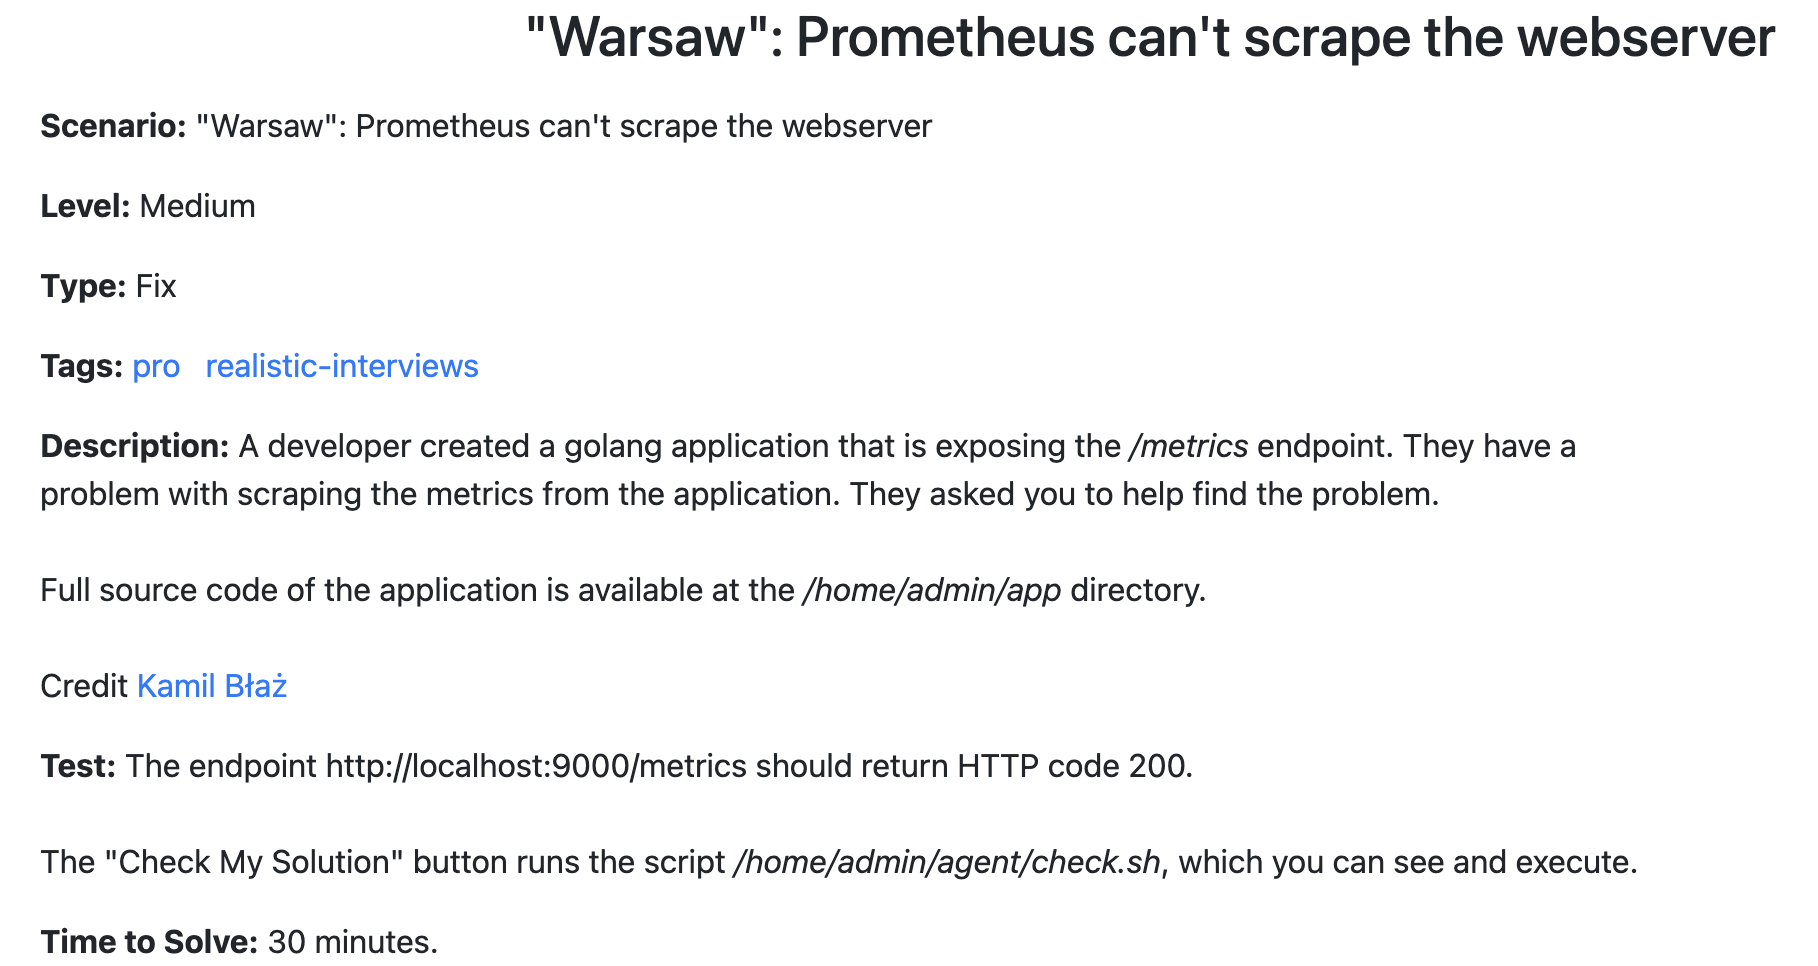 "Warsaw": Prometheus can't scrape the webserver
Scenario: "Warsaw": Prometheus can't scrape the webserver
Level: Medium
Type: Fix
Tags: pro realistic-interviews
Description: A developer created a golang application that is exposing the /metrics endpoint. They have a
problem with scraping the metrics from the application. They asked you to help find the problem.
Full source code of the application is available at the /home/admin/app directory.
Credit Kamil Błaż
Test: The endpoint http://localhost:9000/metrics should return HTTP code 200.
The "Check My Solution" button runs the script /home/admin/agent/check.sh, which you can see and execute.
Time to Solve: 30 minutes.